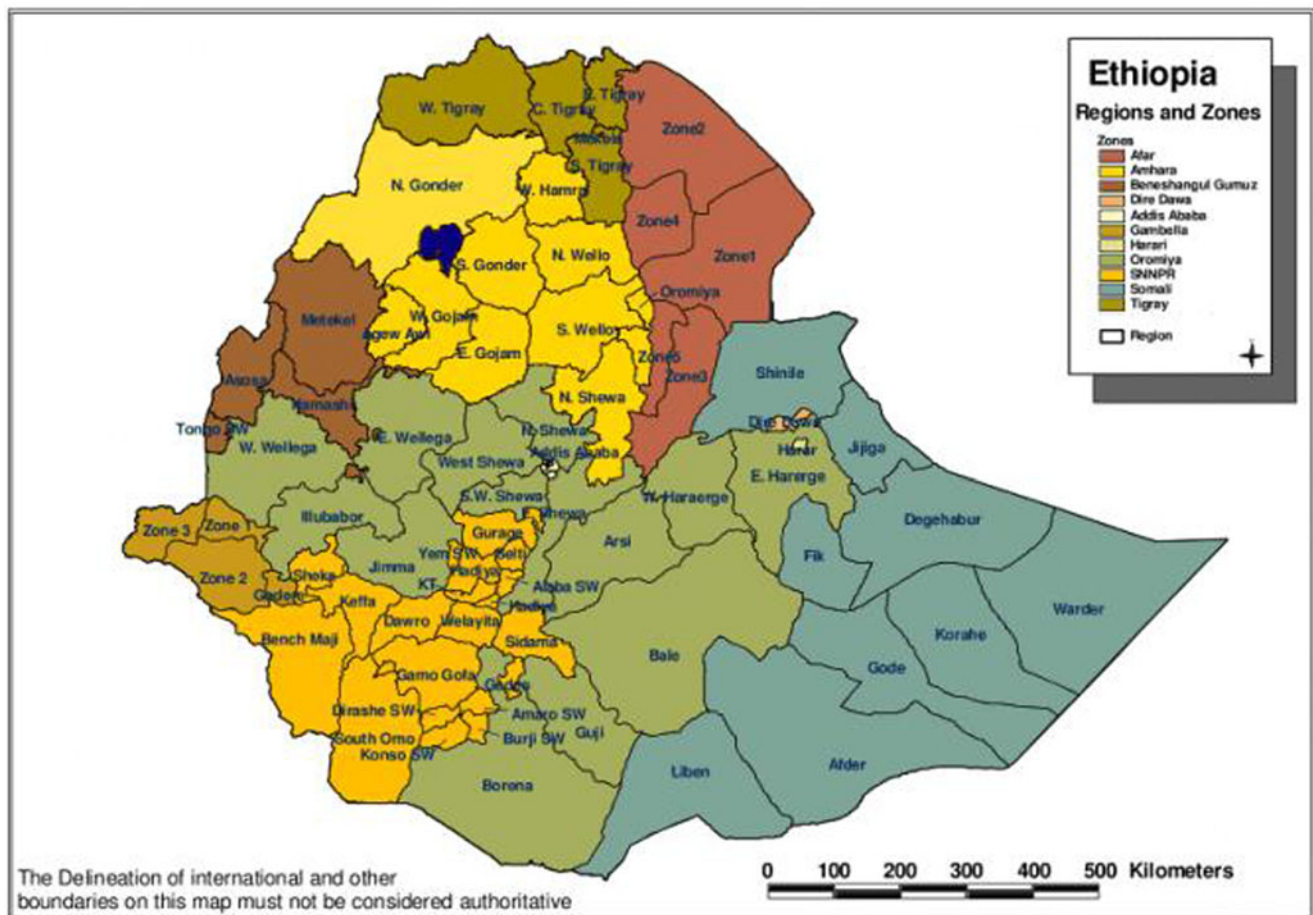 Ethiopia
Regions and Zones
Zones
Afar
Amhara
Beneshangul Gumuz
Dire Dawa
Addis Ababa
Gambella
Harari
Oromiya
SNNPR
Somali
Tigray
Region
W. Tigray
C. Tigray
E. Tigray
Mekele
S. Tigray
Zone2
N. Gonder
W. Hamra
Zone4
Zone1
S. Gonder
N. Wello
Oromiya
Metekel
W. Gojam
Agew Awi
S. Wello
E. Gojam
Zone5
Zone3
Shinile
Asosa
Kamashi
N. Shewa
Tongo SW
W. Wellega
E. Wellega
N. Shewa
Dire Dawa
Addis Ababa
Harar
Jijiga
West Shewa
E. Harerge
S.W. Shewa
W. Haraerge
E. Shewa
Illubabor
Degehabur
Zone 3
Zone 1
Gurage
Arsi
Yem SW
Selti
Fik
Zone 2
Sheka
Jimma
Hadiya
KT
Alaba SW
Godere
Keffa
Hadiya
Warder
Bench Maji
Dawro
Welayita
Sidama
Korahe
Bale
Gode
Gamo Gofa
Gedeo
Dirashe SW
Amaro SW
South Omo
Burji SW
Guji
Konso SW
Liben
Afder
Borena
0 100 200 300 400 500 Kilometers
The Delineation of international and other
boundaries on this map must not be considered authoritative